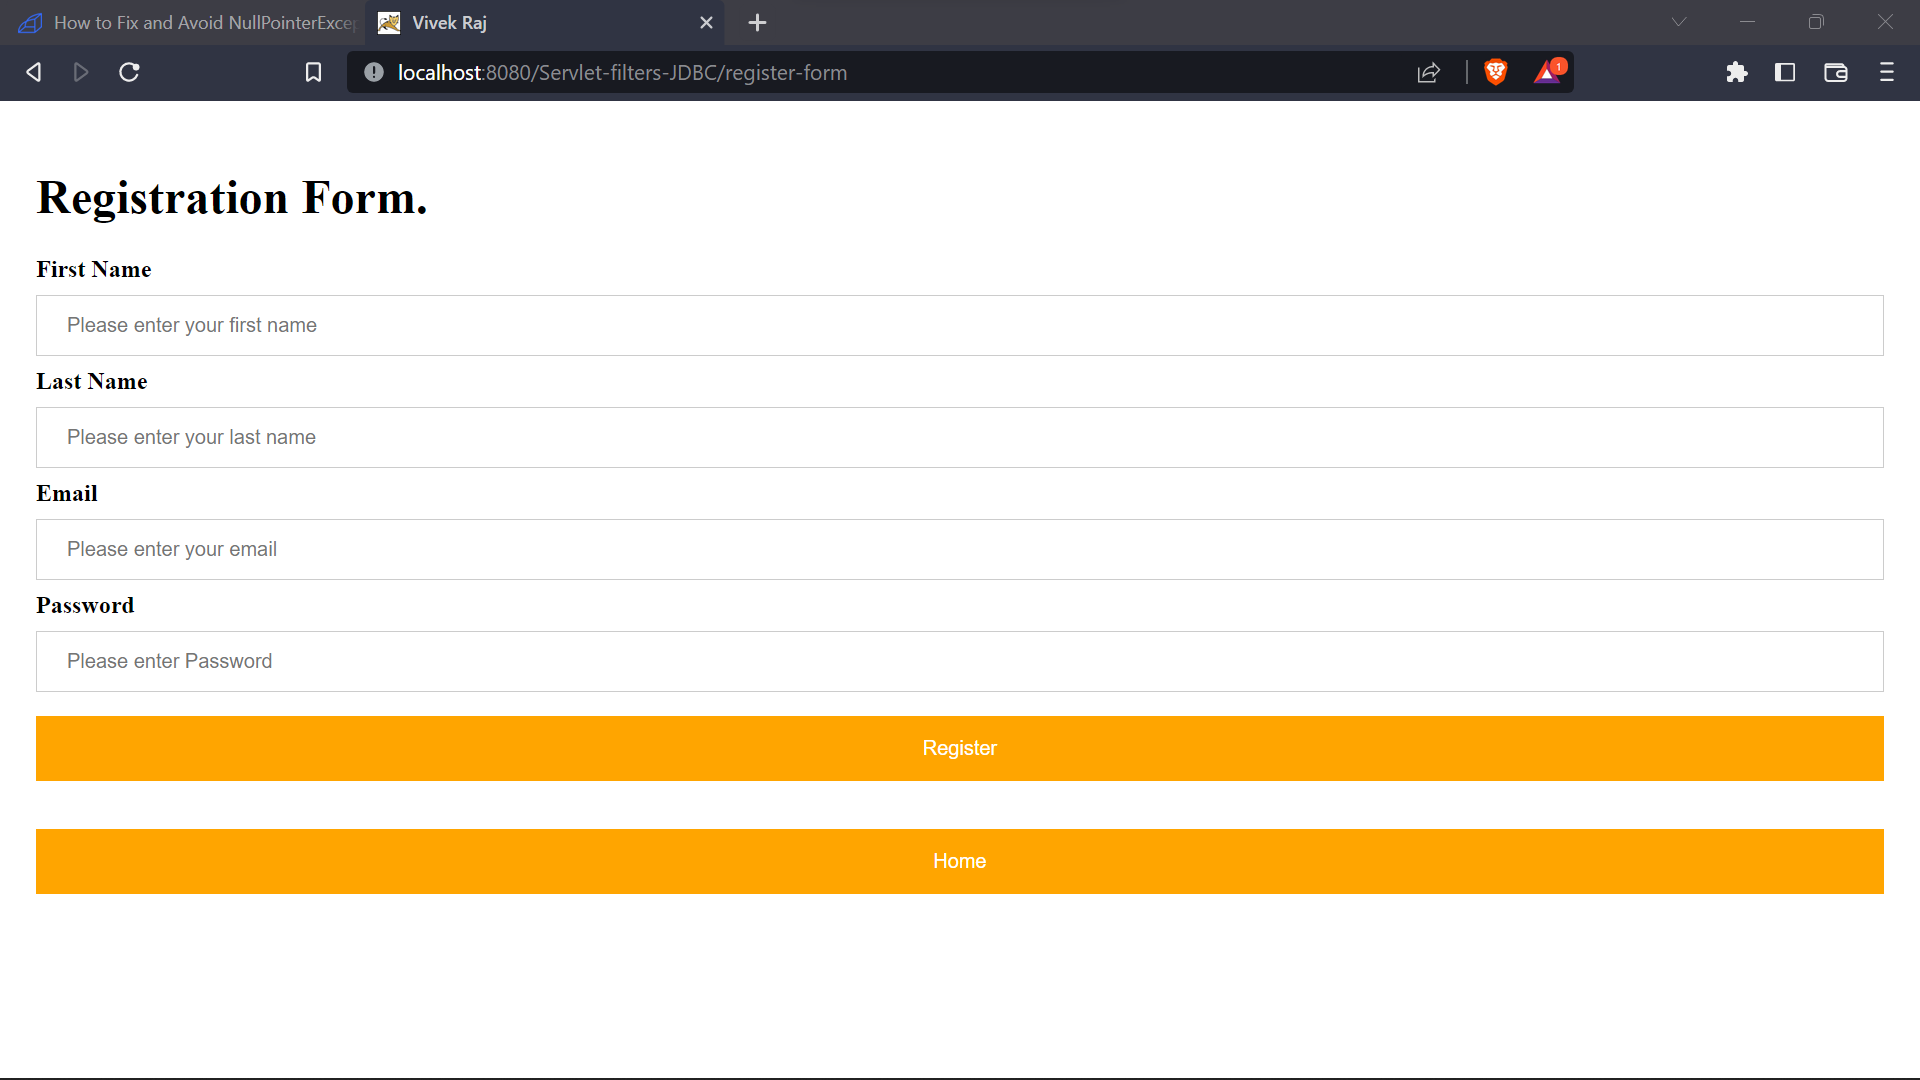 How to Fix and Avoid NullPointerExcep
Vivek Raj
localhost:8080/Servlet-filters-JDBC/register-form
1
Registration Form.
First Name
Please enter your first name
Last Name
Please enter your last name
Email
Please enter your email
Password
Please enter Password
Register
Home